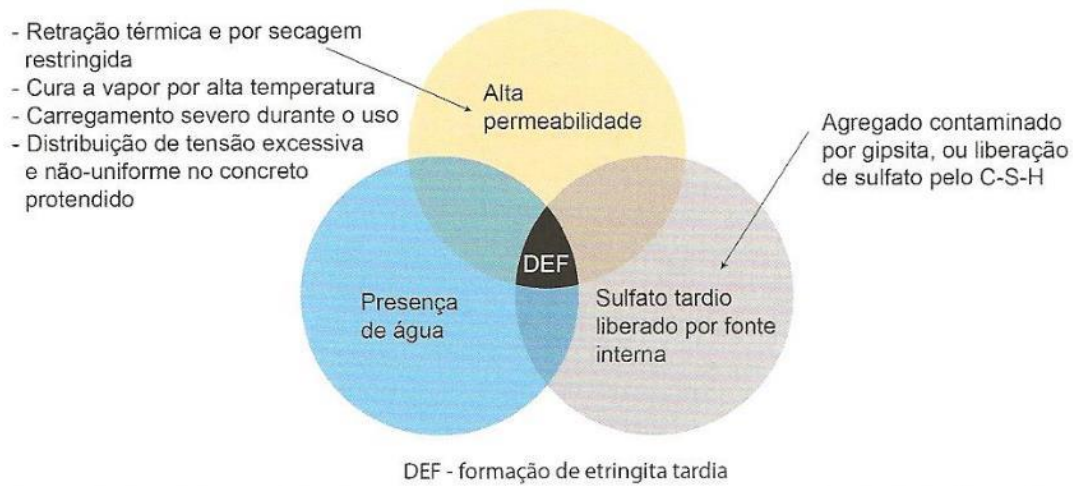 - Retração térmica e por secagem
restringida
- Cura a vapor por alta temperatura
- Carregamento severo durante o uso
- Distribuição de tensão excessiva
e não-uniforme no concreto
protendido
Alta
permeabilidade
Agregado contaminado
por gipsita, ou liberação
de sulfato pelo C-S-H
DEF
Presença
de água
Sulfato tardio
liberado por fonte
interna
DEF - formação de etringita tardia